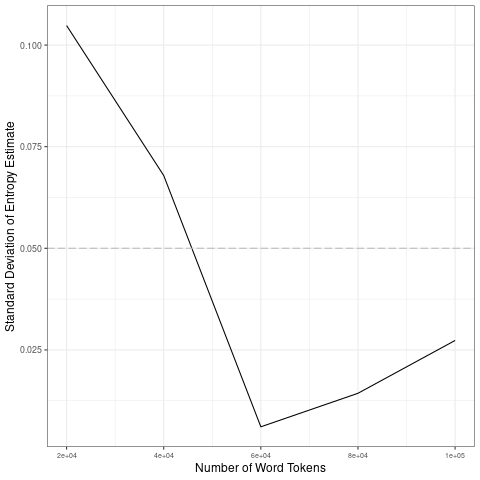 Standard Deviation of Entropy Estimate
0.100
0.075
0.050
0.025
2e+04 4e+04 6e+04 8e+04 1e+05
Number of Word Tokens